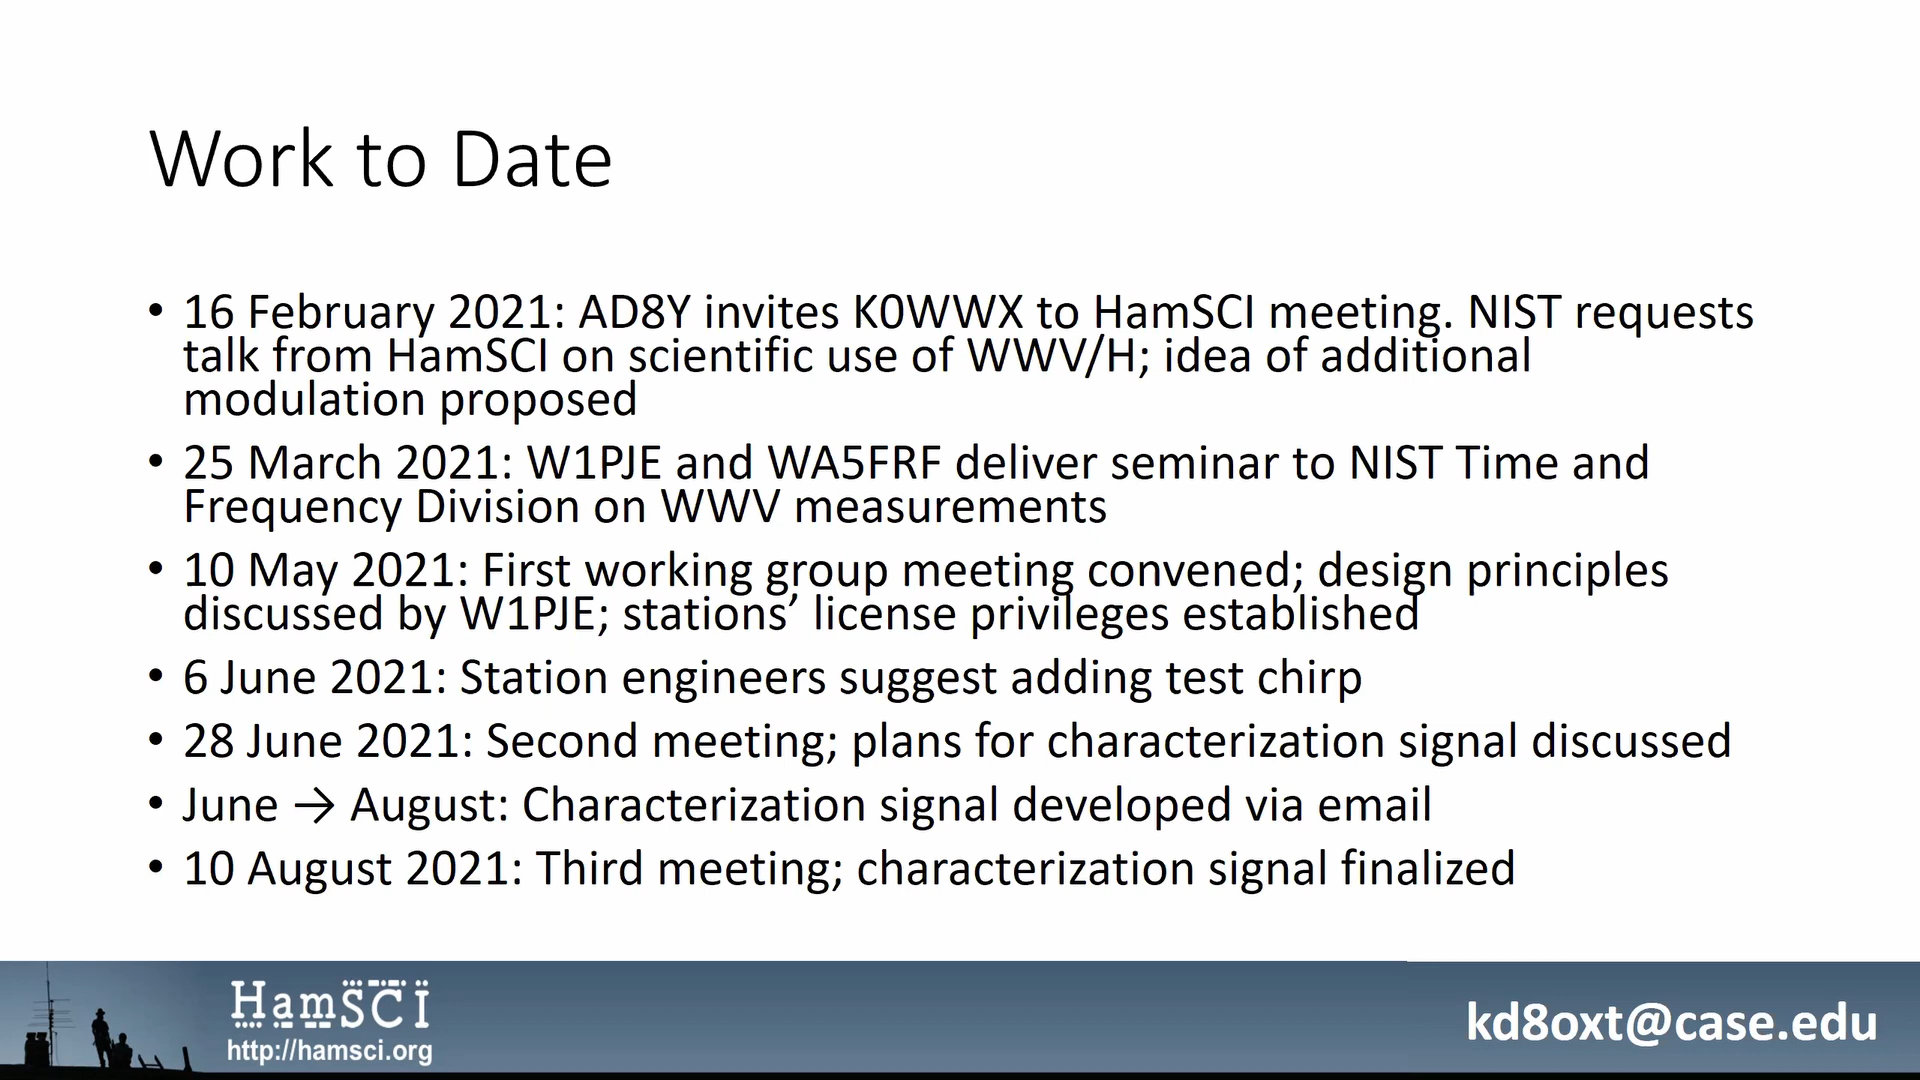 Work to Date
• 16 February 2021: AD8Y invites K0WWX to HamSCI meeting. NIST requests
talk from HamSCI on scientific use of WWV/H; idea of additional
modulation proposed
• 25 March 2021: W1PJE and WA5FRF deliver seminar to NIST Time and
Frequency Division on WWV measurements
• 10 May 2021: First working group meeting convened; design principles
discussed by W1PJE; stations’ license privileges established
• 6 June 2021: Station engineers suggest adding test chirp
• 28 June 2021: Second meeting; plans for characterization signal discussed
• June → August: Characterization signal developed via email
• 10 August 2021: Third meeting; characterization signal finalized
HamSCI
http://hamsci.org
kd8oxt@case.edu